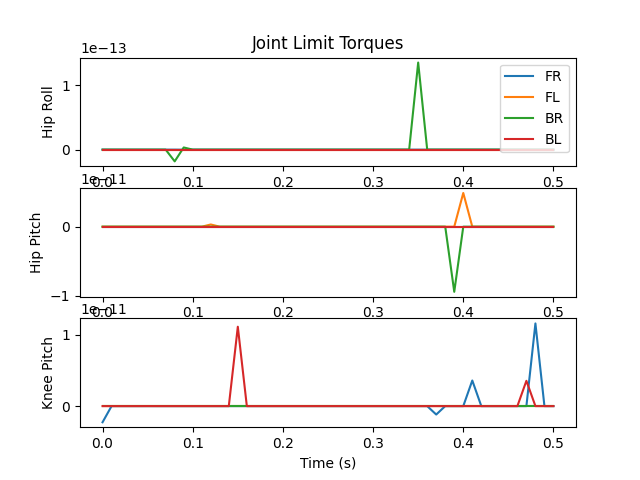 Joint Limit Torques
1e−13
Hip Roll
1
0
FR
FL
BR
BL
0.0 0.1 0.2 0.3 0.4 0.5
1e−11
Hip Pitch
0
−1
0.0 0.1 0.2 0.3 0.4 0.5
1e−11
Knee Pitch
1
0
0.0 0.1 0.2 0.3 0.4 0.5
Time (s)